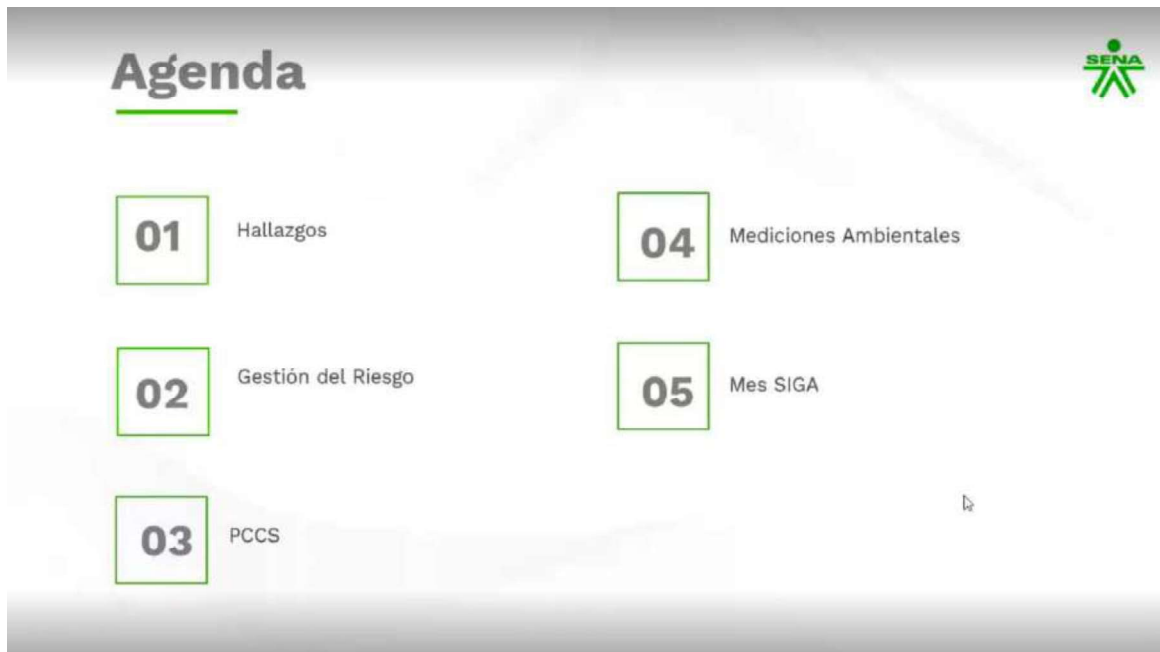 Agenda
SENA
01
Hallazgos
02
Gestión del Riesgo
03
PCCS
04
Mediciones Ambientales
05
Mes SIGA